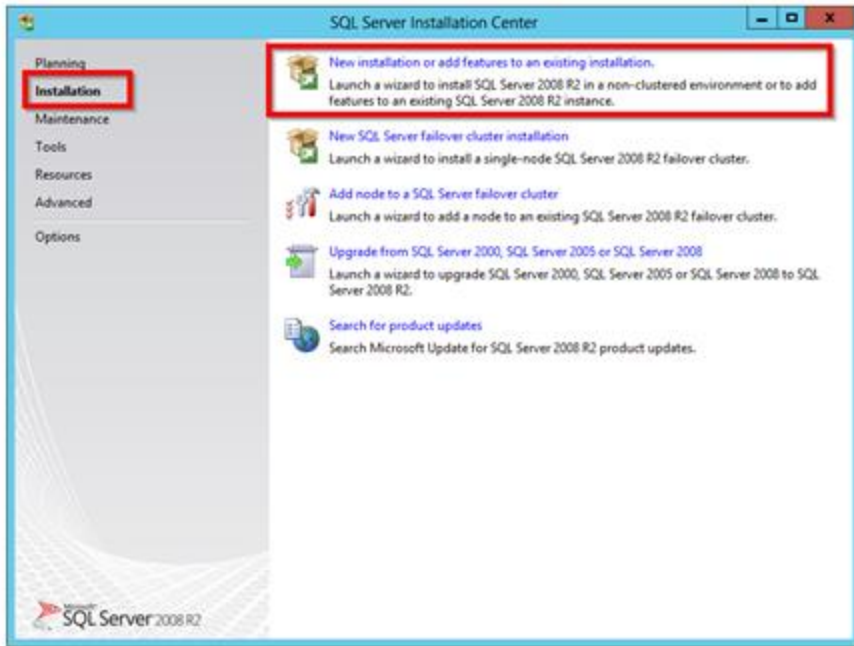 SQL Server Installation Center
Planning
Installation
Maintenance
Tools
Resources
Advanced
Options
New installation or add features to an existing installation.
Launch a wizard to install SQL Server 2008 R2 in a non-clustered environment or to add
features to an existing SQL Server 2008 R2 instance.
New SQL Server failover cluster installation
Launch a wizard to install a single-node SQL Server 2008 R2 failover cluster.
Add node to a SQL Server failover cluster
Launch a wizard to add a node to an existing SQL Server 2008 R2 failover cluster.
Upgrade from SQL Server 2000, SQL Server 2005 or SQL Server 2008
Launch a wizard to upgrade SQL Server 2000, SQL Server 2005 or SQL Server 2008 to SQL
Server 2008 R2.
Search for product updates
Search Microsoft Update for SQL Server 2008 R2 product updates.
Microsoft
SQL Server 2008 R2